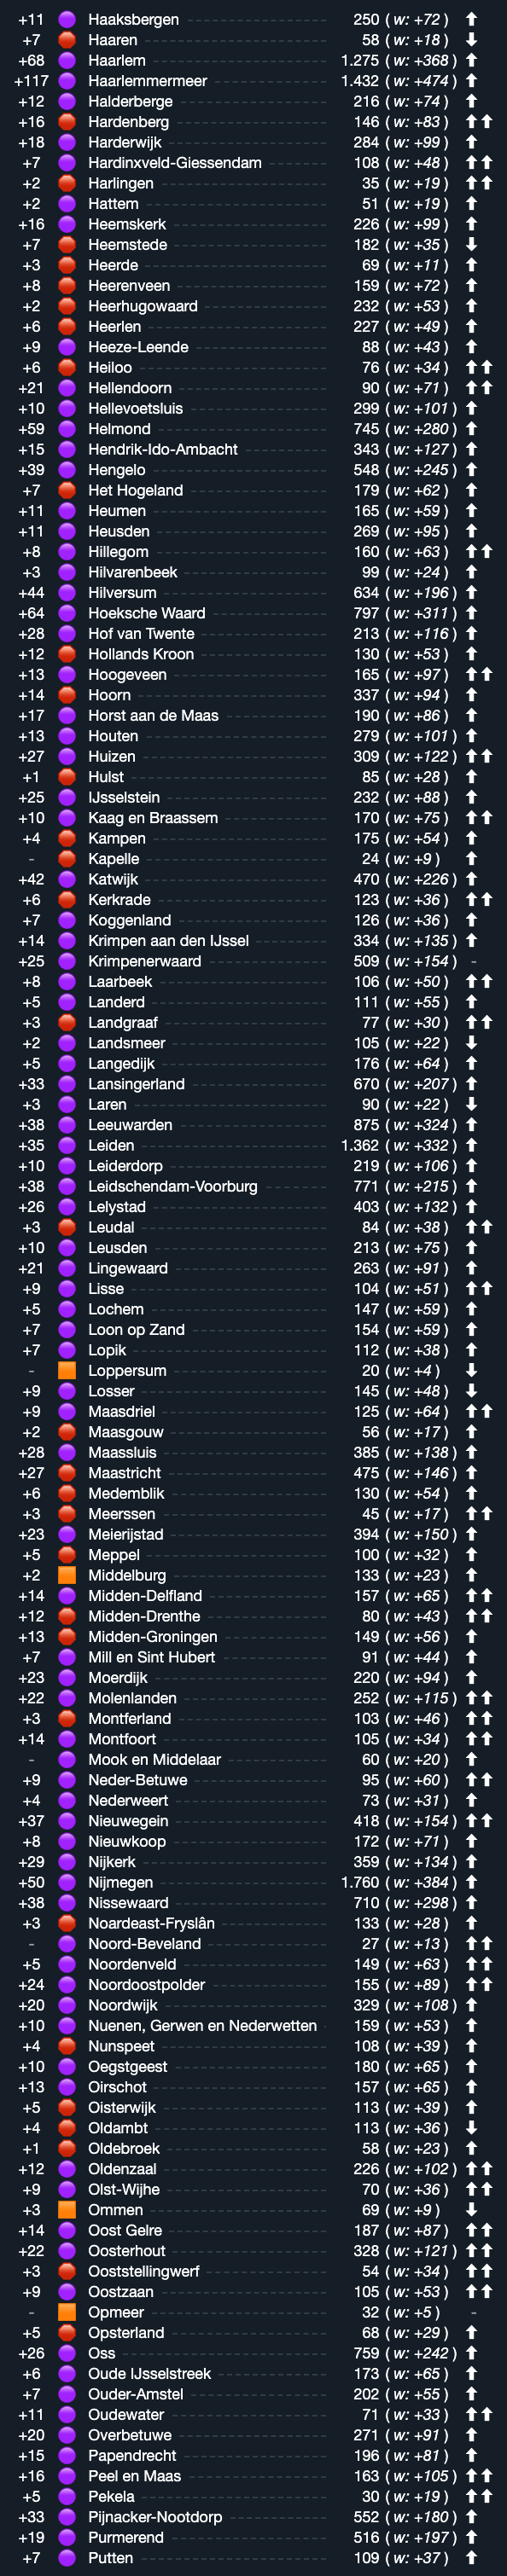 +11 Haaksbergen 250 ( w: +72 )
+7 Haaren 58 ( w: +18 )
+68 Haarlem 1.275 ( w: +368 )
+117 Haarlemmermeer 1.432 ( w: +474 )
+12 Halderberge 216 ( w: +74 )
+16 Hardenberg 146 ( w: +83 )
+18 Harderwijk 284 ( w: +99 )
+7 Hardinxveld-Giessendam 108 ( w: +48 )
+2 Harlingen 35 ( w: +19 )
+2 Hattem 51 ( w: +19 )
+16 Heemskerk 226 ( w: +99 )
+7 Heemstede 182 ( w: +35 )
+3 Heerde 69 ( w: +11 )
+8 Heerenveen 159 ( w: +72 )
+2 Heerhugowaard 232 ( w: +53 )
+6 Heerlen 227 ( w: +49 )
+9 Heeze-Leende 88 ( w: +43 )
+6 Heiloo 76 ( w: +34 )
+21 Hellendoorn 90 ( w: +71 )
+10 Hellevoetsluis 299 ( w: +101 )
+59 Helmond 745 ( w: +280 )
+15 Hendrik-Ido-Ambacht 343 ( w: +127 )
+39 Hengelo 548 ( w: +245 )
+7 Het Hogeland 179 ( w: +62 )
+11 Heumen 165 ( w: +59 )
+11 Heusden 269 ( w: +95 )
+8 Hillegom 160 ( w: +63 )
+3 Hilvarenbeek 99 ( w: +24 )
+44 Hilversum 634 ( w: +196 )
+64 Hoeksche Waard 797 ( w: +311 )
+28 Hof van Twente 213 ( w: +116 )
+12 Hollands Kroon 130 ( w: +53 )
+13 Hoogeveen 165 ( w: +97 )
+14 Hoorn 337 ( w: +94 )
+17 Horst aan de Maas 190 ( w: +86 )
+13 Houten 279 ( w: +101 )
+27 Huizen 309 ( w: +122 )
+1 Hulst 85 ( w: +28 )
+25 IJsselstein 232 ( w: +88 )
+10 Kaag en Braassem 170 ( w: +75 )
+4 Kampen 175 ( w: +54 )
- Kapelle 24 ( w: +9 )
+42 Katwijk 470 ( w: +226 )
+6 Kerkrade 123 ( w: +36 )
+7 Koggenland 126 ( w: +36 )
+14 Krimpen aan den IJssel 334 ( w: +135 )
+25 Krimpenerwaard 509 ( w: +154 ) -
+8 Laarbeek 106 ( w: +50 )
+5 Landerd 111 ( w: +55 )
+3 Landgraaf 77 ( w: +30 )
+2 Landsmeer 105 ( w: +22 )
+5 Langedijk 176 ( w: +64 )
+33 Lansingerland 670 ( w: +207 )
+3 Laren 90 ( w: +22 )
+38 Leeuwarden 875 ( w: +324 )
+35 Leiden 1.362 ( w: +332 )
+10 Leiderdorp 219 ( w: +106 )
+38 Leidschendam-Voorburg 771 ( w: +215 )
+26 Lelystad 403 ( w: +132 )
+3 Leudal 84 ( w: +38 )
+10 Leusden 213 ( w: +75 )
+21 Lingewaard 263 ( w: +91 )
+9 Lisse 104 ( w: +51 )
+5 Lochem 147 ( w: +59 )
+7 Loon op Zand 154 ( w: +59 )
+7 Lopik 112 ( w: +38 )
- Loppersum 20 ( w: +4 )
+9 Losser 145 ( w: +48 )
+9 Maasdriel 125 ( w: +64 )
+2 Maasgouw 56 ( w: +17 )
+28 Maassluis 385 ( w: +138 )
+27 Maastricht 475 ( w: +146 )
+6 Medemblik 130 ( w: +54 )
+3 Meerssen 45 ( w: +17 )
+23 Meierijstad 394 ( w: +150 )
+5 Meppel 100 ( w: +32 )
+2 Middelburg 133 ( w: +23 )
+14 Midden-Delfland 157 ( w: +65 )
+12 Midden-Drenthe 80 ( w: +43 )
+13 Midden-Groningen 149 ( w: +56 )
+7 Mill en Sint Hubert 91 ( w: +44 )
+23 Moerdijk 220 ( w: +94 )
+22 Molenlanden 252 ( w: +115 )
+3 Montferland 103 ( w: +46 )
+14 Montfoort 105 ( w: +34 )
- Mook en Middelaar 60 ( w: +20 )
+9 Neder-Betuwe 95 ( w: +60 )
+4 Nederweert 73 ( w: +31 )
+37 Nieuwegein 418 ( w: +154 )
+8 Nieuwkoop 172 ( w: +71 )
+29 Nijkerk 359 ( w: +134 )
+50 Nijmegen 1.760 ( w: +384 )
+38 Nissewaard 710 ( w: +298 )
+3 Noardeast-Fryslân 133 ( w: +28 )
- Noord-Beveland 27 ( w: +13 )
+5 Noordenveld 149 ( w: +63 )
+24 Noordoostpolder 155 ( w: +89 )
+20 Noordwijk 329 ( w: +108 )
+10 Nuenen, Gerwen en Nederwetten 159 ( w: +53 )
+4 Nunspeet 108 ( w: +39 )
+10 Oegstgeest 180 ( w: +65 )
+13 Oirschot 157 ( w: +65 )
+5 Oisterwijk 113 ( w: +39 )
+4 Oldambt 113 ( w: +36 )
+1 Oldebroek 58 ( w: +23 )
+12 Oldenzaal 226 ( w: +102 )
+9 Olst-Wijhe 70 ( w: +36 )
+3 Ommen 69 ( w: +9 )
+14 Oost Gelre 187 ( w: +87 )
+22 Oosterhout 328 ( w: +121 )
+3 Ooststellingwerf 54 ( w: +34 )
+9 Oostzaan 105 ( w: +53 )
- Opmeer 32 ( w: +5 ) -
+5 Opsterland 68 ( w: +29 )
+26 Oss 759 ( w: +242 )
+6 Oude IJsselstreek 173 ( w: +65 )
+7 Ouder-Amstel 202 ( w: +55 )
+11 Oudewater 71 ( w: +33 )
+20 Overbetuwe 271 ( w: +91 )
+15 Papendrecht 196 ( w: +81 )
+16 Peel en Maas 163 ( w: +105 )
+5 Pekela 30 ( w: +19 )
+33 Pijnacker-Nootdorp 552 ( w: +180 )
+19 Purmerend 516 ( w: +197 )
+7 Putten 109 ( w: +37 )